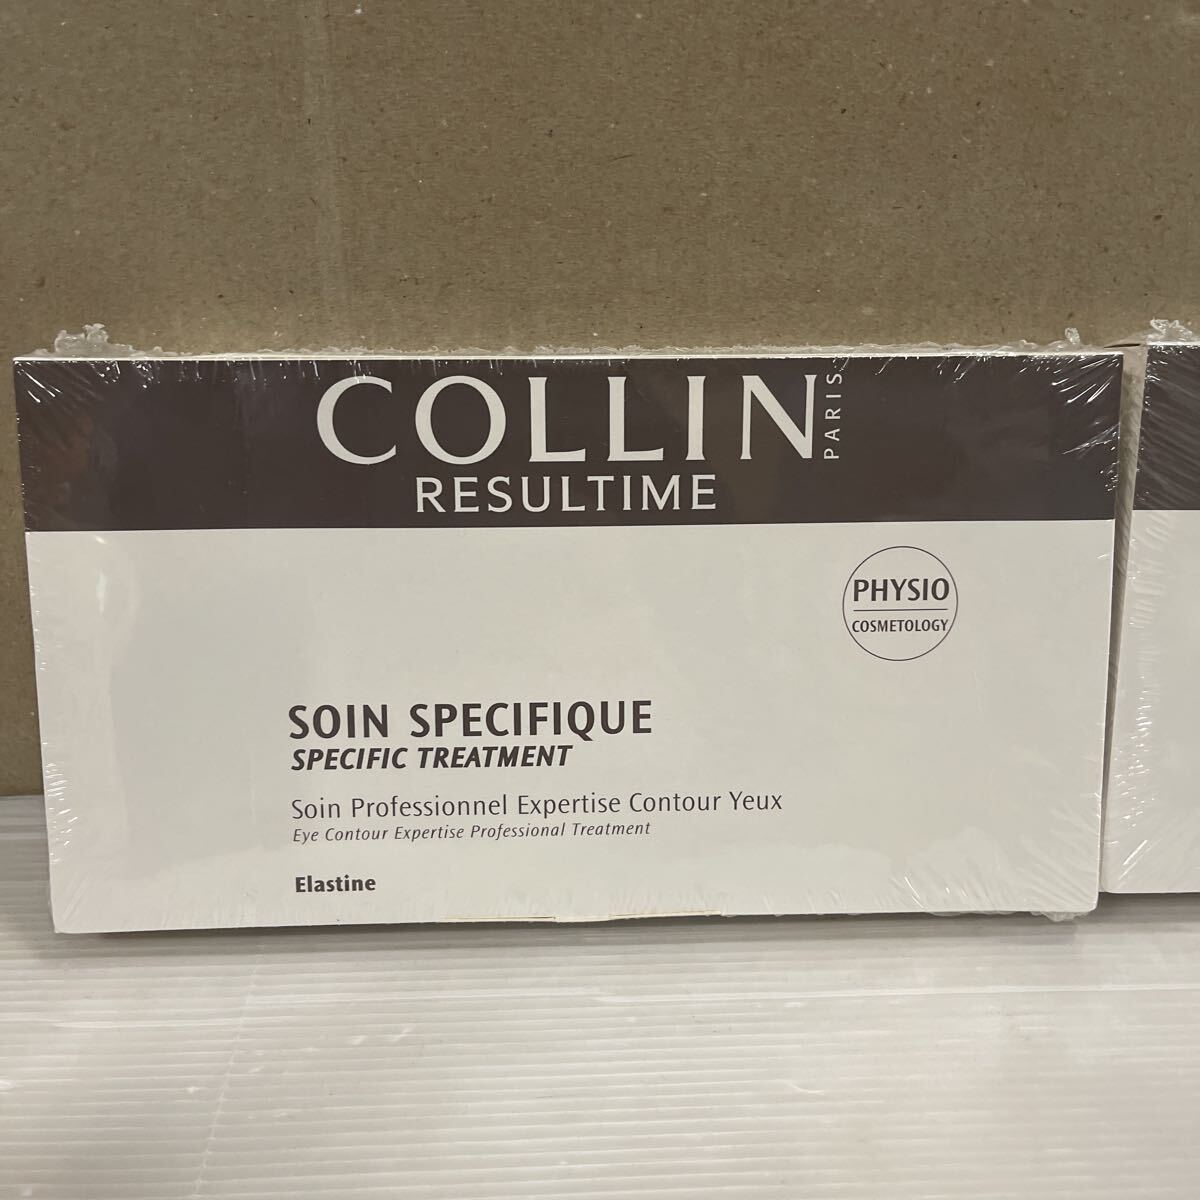 COLLIN
PARIS
RESULTIME
PHYSIO
COSMETOLOGY
SOIN SPECIFIQUE
SPECIFIC TREATMENT
Soin Professionnel Expertise Contour Yeux
Eye Contour Expertise Professional Treatment
Elastine